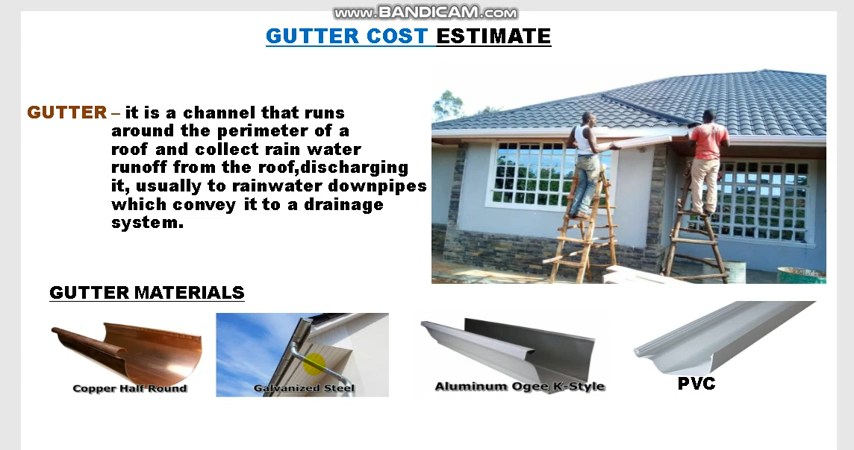 www.BANDICAM.com
GUTTER COST ESTIMATE
GUTTER – it is a channel that runs
around the perimeter of a
roof and collect rain water
runoff from the roof,discharging
it, usually to rainwater downpipes
which convey it to a drainage
system.
GUTTER MATERIALS
Copper Half Round
Galvanized Steel
Aluminum Ogee K-Style
PVC